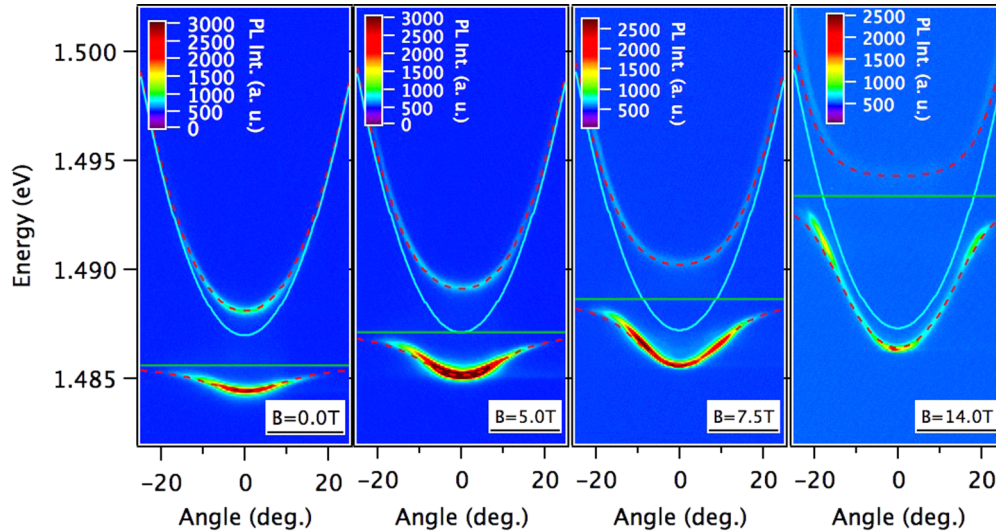 3000
2500
2000
1500
1000
500
0
PL Int. (a. u.)
3000
2500
2000
1500
1000
500
0
PL Int. (a. u.)
2500
2000
1500
1000
500
PL Int. (a. u.)
2500
2000
1500
1000
500
PL Int. (a. u.)
1.500
1.495
1.490
1.485
Energy (eV)
B=0.0T
B=5.0T
B=7.5T
B=14.0T
-20 0 20
-20 0 20
-20 0 20
-20 0 20
Angle (deg.)
Angle (deg.)
Angle (deg.)
Angle (deg.)